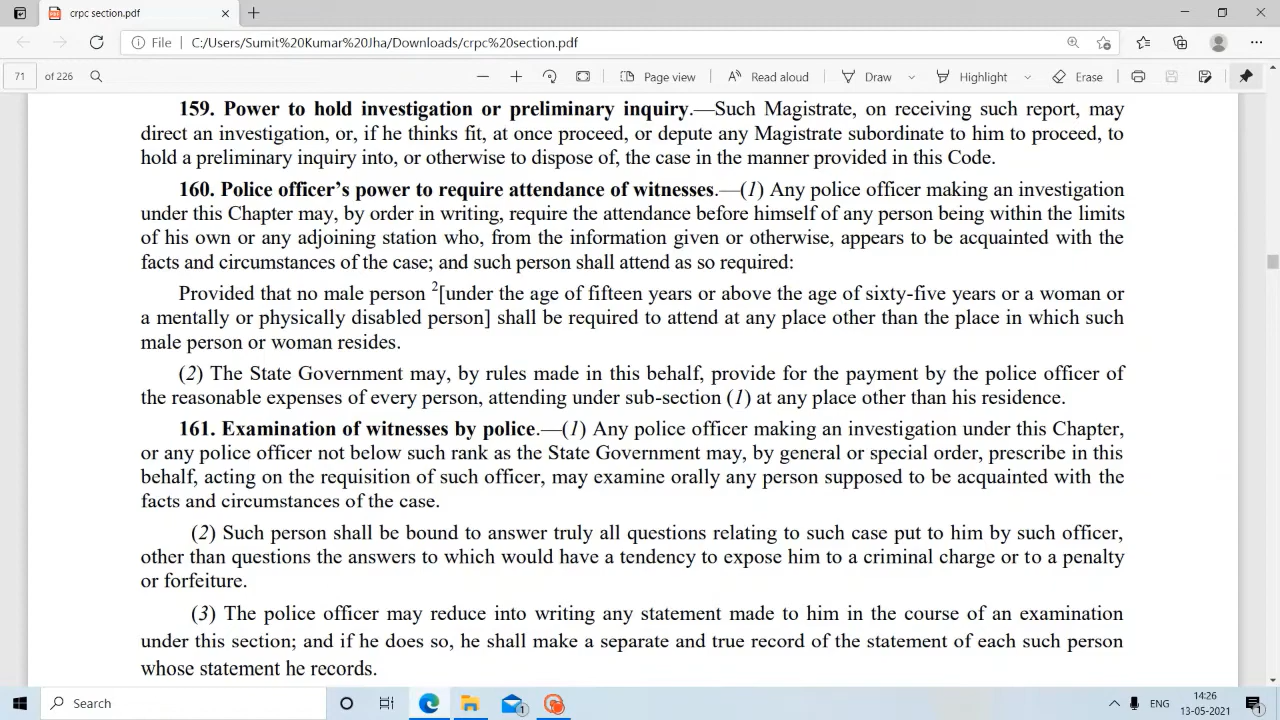 crpc section.pdf
File C:/Users/Sumit%20Kumar%20Jha/Downloads/crpc%20section.pdf
71 of 226 Page view Read aloud Draw Highlight Erase
159. Power to hold investigation or preliminary inquiry.—Such Magistrate, on receiving such report, may
direct an investigation, or, if he thinks fit, at once proceed, or depute any Magistrate subordinate to him to proceed, to
hold a preliminary inquiry into, or otherwise to dispose of, the case in the manner provided in this Code.
160. Police officer’s power to require attendance of witnesses.—(1) Any police officer making an investigation
under this Chapter may, by order in writing, require the attendance before himself of any person being within the limits
of his own or any adjoining station who, from the information given or otherwise, appears to be acquainted with the
facts and circumstances of the case; and such person shall attend as so required:
Provided that no male person 2[under the age of fifteen years or above the age of sixty-five years or a woman or
a mentally or physically disabled person] shall be required to attend at any place other than the place in which such
male person or woman resides.
(2) The State Government may, by rules made in this behalf, provide for the payment by the police officer of
the reasonable expenses of every person, attending under sub-section (1) at any place other than his residence.
161. Examination of witnesses by police.—(1) Any police officer making an investigation under this Chapter,
or any police officer not below such rank as the State Government may, by general or special order, prescribe in this
behalf, acting on the requisition of such officer, may examine orally any person supposed to be acquainted with the
facts and circumstances of the case.
(2) Such person shall be bound to answer truly all questions relating to such case put to him by such officer,
other than questions the answers to which would have a tendency to expose him to a criminal charge or to a penalty
or forfeiture.
(3) The police officer may reduce into writing any statement made to him in the course of an examination
under this section; and if he does so, he shall make a separate and true record of the statement of each such person
whose statement he records.
Search 1 ENG 14:26
13-05-2021 1